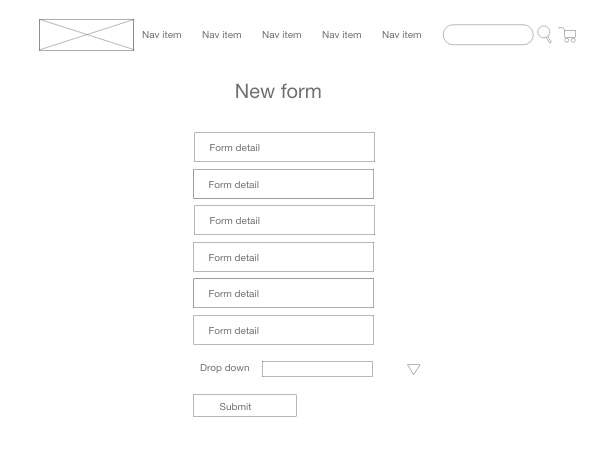 Nav item Nav item Nav item Nav item Nav item
New form
Form detail
Form detail
Form detail
Form detail
Form detail
Form detail
Drop down
Submit